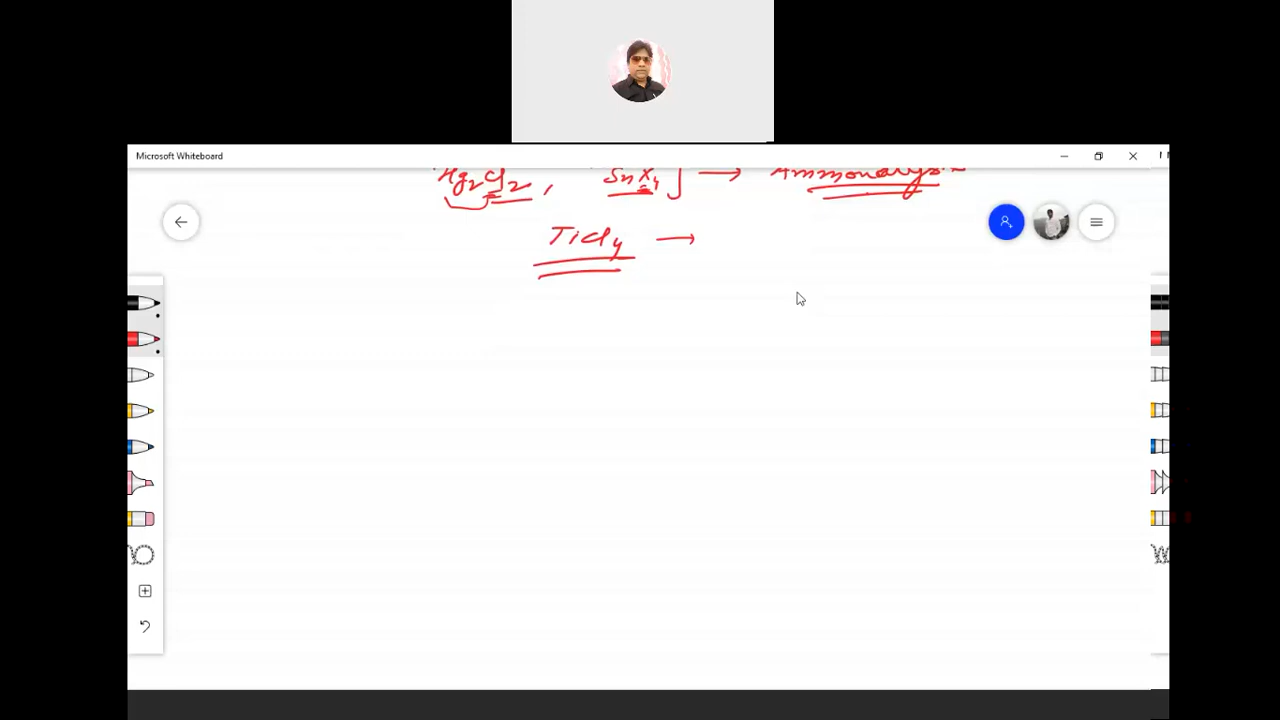 Microsoft Whiteboard
Hg₂Cl₂, SnX₄] → Ammonolysis
TiCl₄ →